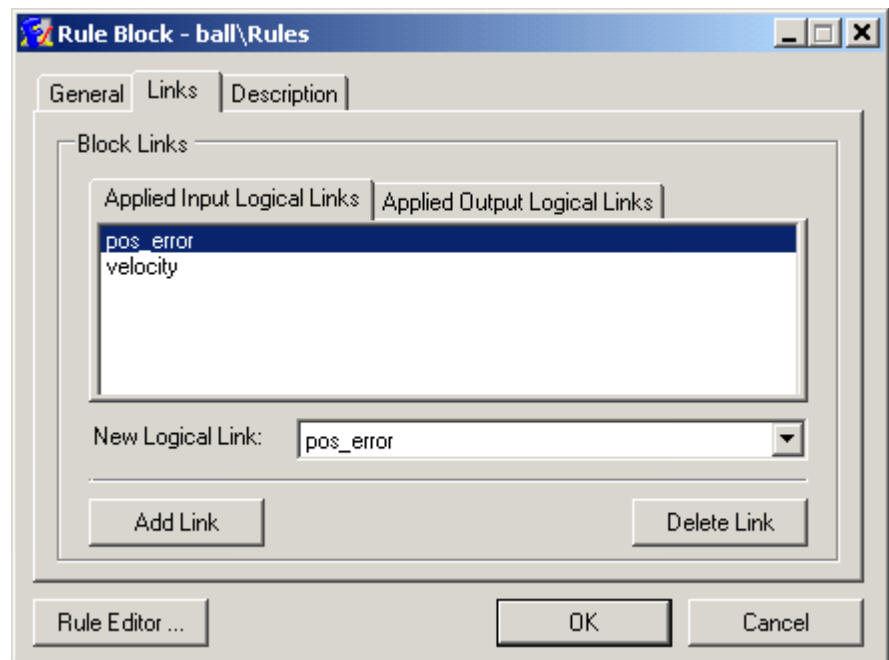 Rule Block - ball\Rules
General Links Description
Block Links
Applied Input Logical Links Applied Output Logical Links
pos_error
velocity
New Logical Link: pos_error
Add Link Delete Link
Rule Editor ... OK Cancel